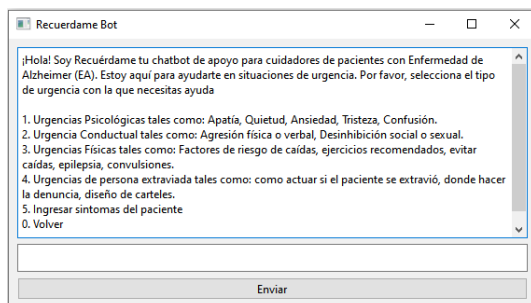 Recuerdame Bot
¡Hola! Soy Recuérdame tu chatbot de apoyo para cuidadores de pacientes con Enfermedad de
Alzheimer (EA). Estoy aquí para ayudarte en situaciones de urgencia. Por favor, selecciona el tipo
de urgencia con la que necesitas ayuda
1. Urgencias Psicológicas tales como: Apatía, Quietud, Ansiedad, Tristeza, Confusión.
2. Urgencia Conductual tales como: Agresión física o verbal, Desinhibición social o sexual.
3. Urgencias Físicas tales como: Factores de riesgo de caídas, ejercicios recomendados, evitar
caídas, epilepsia, convulsiones.
4. Urgencias de persona extraviada tales como: como actuar si el paciente se extravió, donde hacer
la denuncia, diseño de carteles.
5. Ingresar sintomas del paciente
0. Volver
Enviar